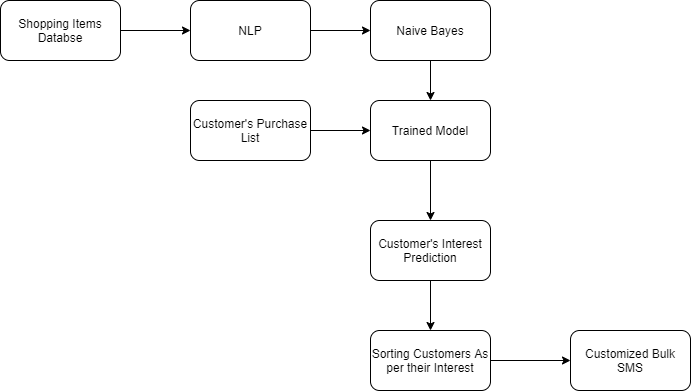 Shopping Items
Databse
NLP
Naive Bayes
Customer's Purchase
List
Trained Model
Customer's Interest
Prediction
Sorting Customers As
per their Interest
Customized Bulk
SMS